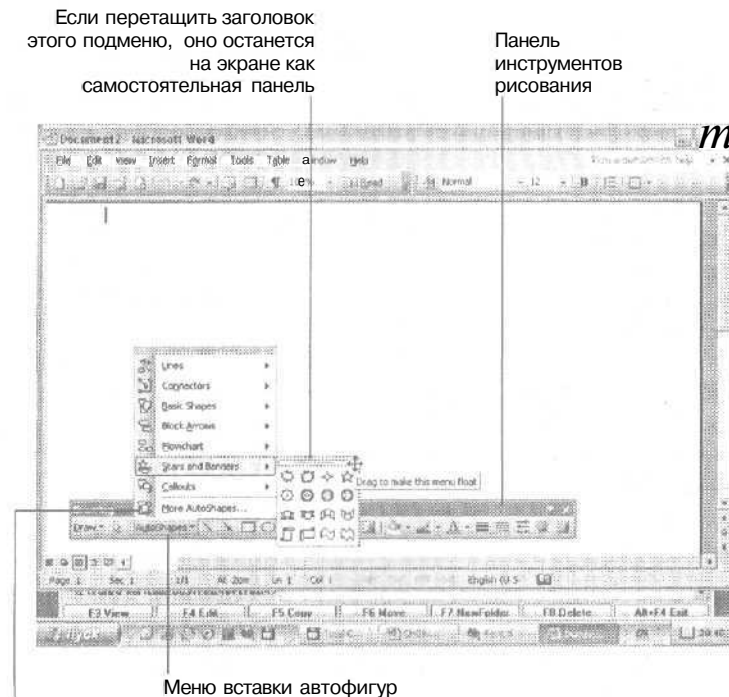 Если перетащить заголовок
этого подменю, оно останется
на экране как
самостоятельная панель
Панель
инструментов
рисования
Document2 - Microsoft Word
m
File Edit View Insert Format Tools Table Window Help
а
е
Normal 12 B
Lines
Connectors
Basic Shapes
Block Arrows
Flowchart
Stars and Banners
Callouts
More AutoShapes...
Drag to make this menu float
Draw AutoShapes
Page 1 Sec 1 1/1 At 2cm Ln 1 Col 1 English (U.S
F3 View F4 Edit F5 Copy F6 Move F7 NewFolder F8 Delete Alt+F4 Exit
Меню вставки автофигур